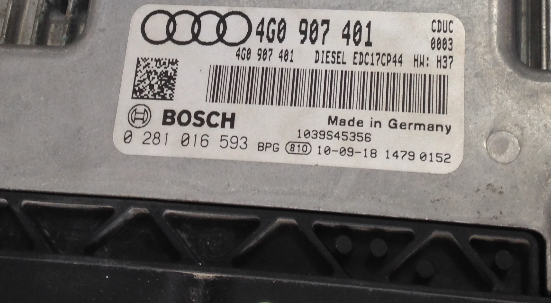 4G0 907 401 CDUC
0003
4G0 907 401 DIESEL EDC17CP44 HW: H37
BOSCH Made in Germany
1039S45356
0 281 016 593 BPG 810 10-09-18 1479 0152